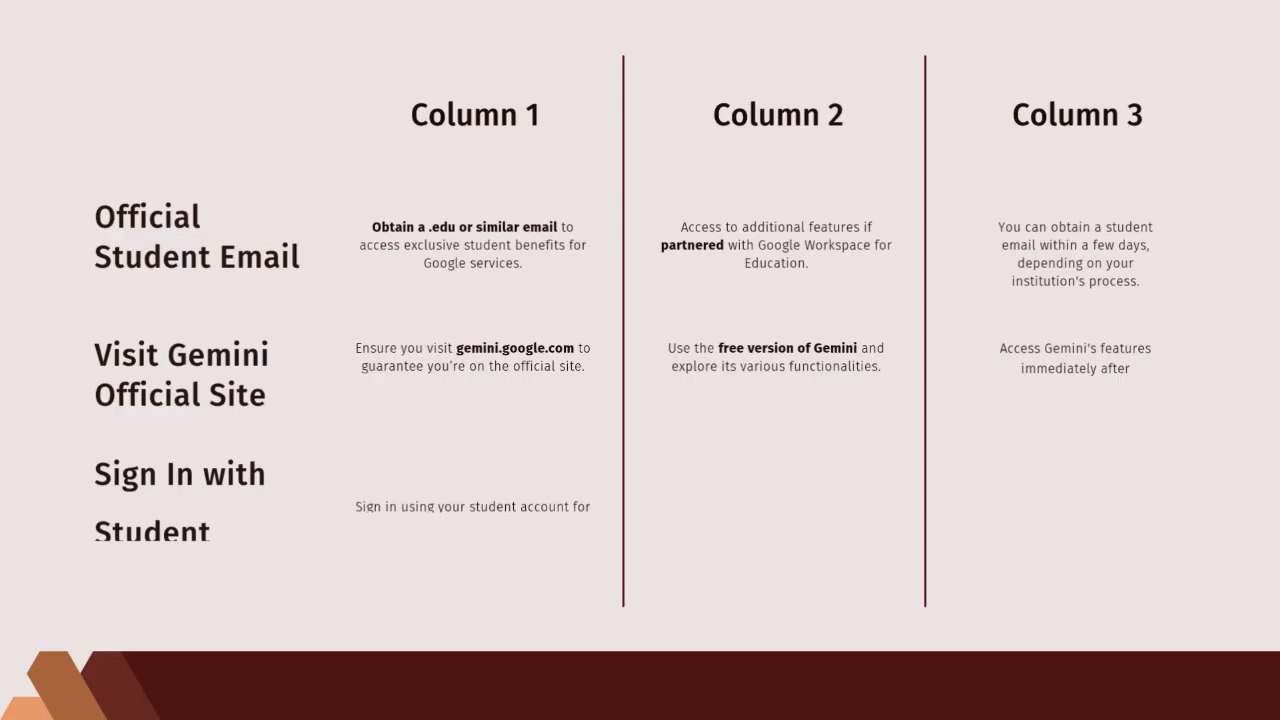 Column 1
Column 2
Column 3
Official
Student Email
Obtain a .edu or similar email to
access exclusive student benefits for
Google services.
Access to additional features if
partnered with Google Workspace for
Education.
You can obtain a student
email within a few days,
depending on your
institution's process.
Visit Gemini
Official Site
Ensure you visit gemini.google.com to
guarantee you're on the official site.
Use the free version of Gemini and
explore its various functionalities.
Access Gemini's features
immediately after
Sign In with
Student
Sign in using your student account for